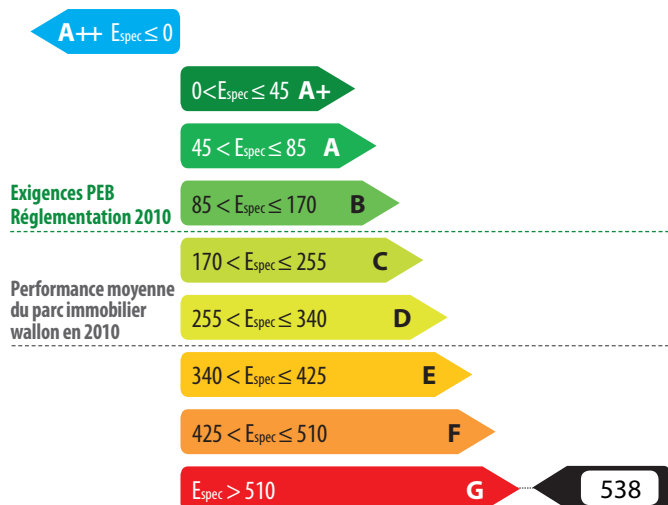 A++ Espec ≤ 0
0<Espec ≤ 45 A+
45 < Espec ≤ 85 A
Exigences PEB
Réglementation 2010
85 < Espec ≤ 170 B
170 < Espec ≤ 255 C
Performance moyenne
du parc immobilier
wallon en 2010
255 < Espec ≤ 340 D
340 < Espec ≤ 425 E
425 < Espec ≤ 510 F
Espec > 510 G
538